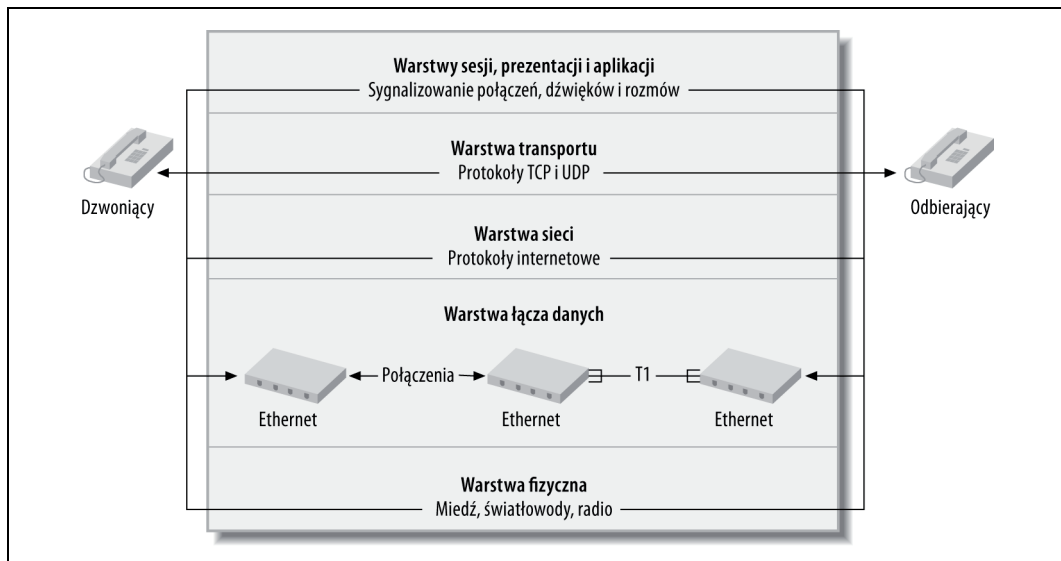 Warstwy sesji, prezentacji i aplikacji
Sygnalizowanie połączeń, dźwięków i rozmów
Warstwa transportu
Protokoły TCP i UDP
Dzwoniący
Odbierający
Warstwa sieci
Protokoły internetowe
Warstwa łącza danych
Połączenia
T1
Ethernet
Ethernet
Ethernet
Warstwa fizyczna
Miedź, światłowody, radio